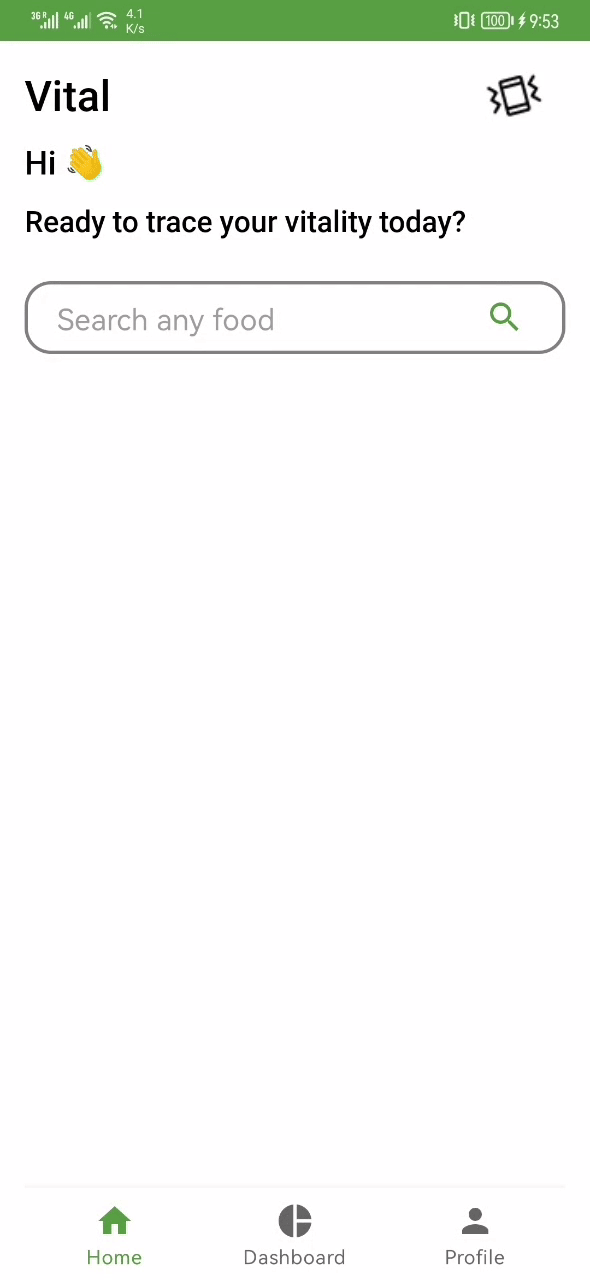 3G R 4G 4.1 K/s 100 9:53
Vital
Hi 👋
Ready to trace your vitality today?
Search any food
Home Dashboard Profile